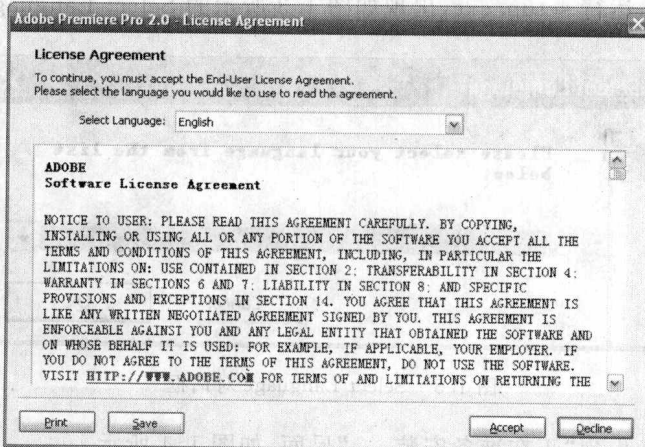 Adobe Premiere Pro 2.0 - License Agreement
License Agreement
To continue, you must accept the End-User License Agreement.
Please select the language you would like to use to read the agreement.
Select Language: English
Please select your language from the list
below:
ADOBE
Software License Agreement
NOTICE TO USER: PLEASE READ THIS AGREEMENT CAREFULLY. BY COPYING,
INSTALLING OR USING ALL OR ANY PORTION OF THE SOFTWARE YOU ACCEPT ALL THE
TERMS AND CONDITIONS OF THIS AGREEMENT, INCLUDING, IN PARTICULAR THE
LIMITATIONS ON: USE CONTAINED IN SECTION 2; TRANSFERABILITY IN SECTION 4;
WARRANTY IN SECTIONS 6 AND 7; LIABILITY IN SECTION 8; AND SPECIFIC
PROVISIONS AND EXCEPTIONS IN SECTION 14. YOU AGREE THAT THIS AGREEMENT IS
LIKE ANY WRITTEN NEGOTIATED AGREEMENT SIGNED BY YOU. THIS AGREEMENT IS
ENFORCEABLE AGAINST YOU AND ANY LEGAL ENTITY THAT OBTAINED THE SOFTWARE AND
ON WHOSE BEHALF IT IS USED: FOR EXAMPLE, IF APPLICABLE, YOUR EMPLOYER. IF
YOU DO NOT AGREE TO THE TERMS OF THIS AGREEMENT, DO NOT USE THE SOFTWARE.
VISIT HTTP://WWW.ADOBE.COM FOR TERMS OF AND LIMITATIONS ON RETURNING THE
Print Save Accept Decline